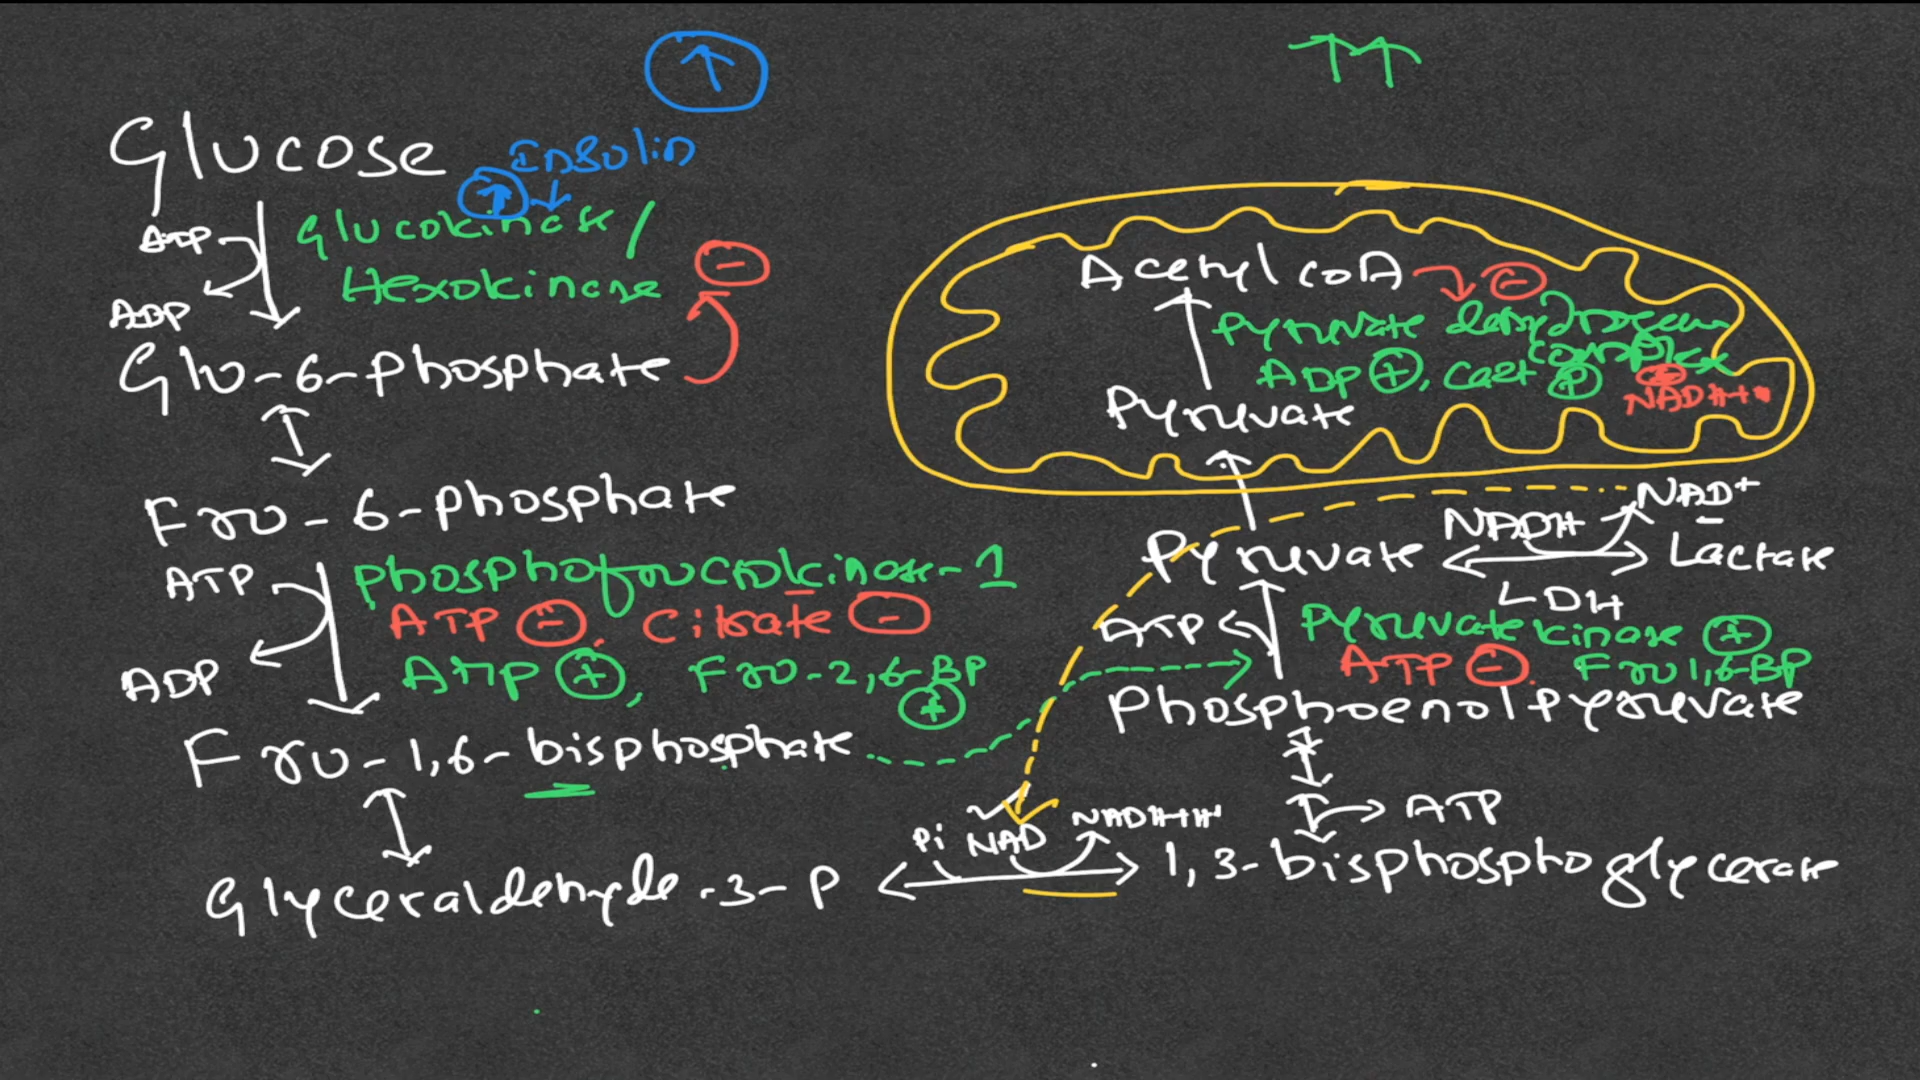 Glucose
Insulin
ATP
Glucokinase/
Hexokinase
ADP
Glu-6-phosphate
Fru-6-phosphate
ATP
phosphofructokinase-1
ATP -, Citrate -
ADP
AMP +, Fru-2,6-BP
+
Fru-1,6-bisphosphate
Glyceraldehyde-3-P
Pi NAD NADH+H+
1,3-bisphosphoglycerate
ATP
Phosphoenolpyruvate
ATP
Pyruvate kinase +
ATP - Fru 1,6-BP
Pyruvate
NADH NAD+
Lactate
LDH
Pyruvate
Acetyl CoA -
Pyruvate dehydrogenase
complex
ADP +, Ca2+ +
-
NADH+H